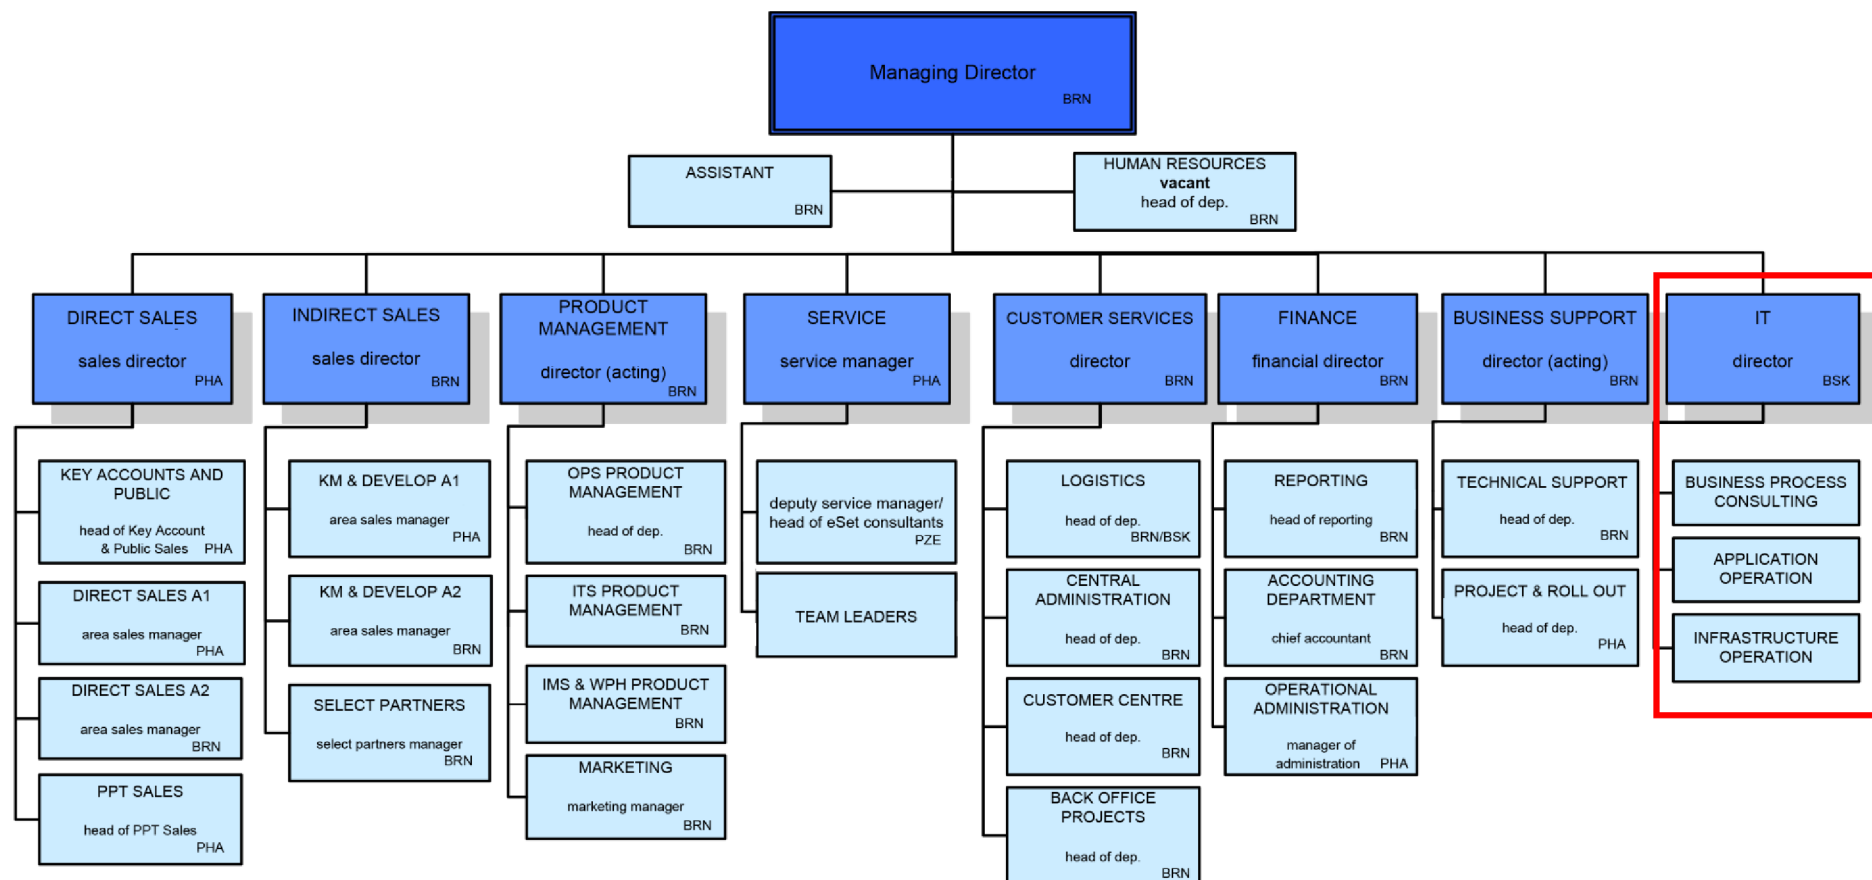 Managing Director
BRN
ASSISTANT
BRN
HUMAN RESOURCES
vacant
head of dep.
BRN
DIRECT SALES
sales director
PHA
INDIRECT SALES
sales director
BRN
PRODUCT
MANAGEMENT
director (acting)
BRN
SERVICE
service manager
PHA
CUSTOMER SERVICES
director
BRN
FINANCE
financial director
BRN
BUSINESS SUPPORT
director (acting)
BRN
IT
director
BSK
KEY ACCOUNTS AND
PUBLIC
head of Key Account
& Public Sales PHA
DIRECT SALES A1
area sales manager
PHA
DIRECT SALES A2
area sales manager
BRN
PPT SALES
head of PPT Sales
PHA
KM & DEVELOP A1
area sales manager
PHA
KM & DEVELOP A2
area sales manager
BRN
SELECT PARTNERS
select partners manager
BRN
OPS PRODUCT
MANAGEMENT
head of dep.
BRN
ITS PRODUCT
MANAGEMENT
BRN
IMS & WPH PRODUCT
MANAGEMENT
BRN
MARKETING
marketing manager
BRN
deputy service manager/
head of eSet consultants
PZE
TEAM LEADERS
LOGISTICS
head of dep.
BRN/BSK
CENTRAL
ADMINISTRATION
head of dep.
BRN
CUSTOMER CENTRE
head of dep.
BRN
BACK OFFICE
PROJECTS
head of dep.
BRN
REPORTING
head of reporting
BRN
ACCOUNTING
DEPARTMENT
chief accountant
BRN
OPERATIONAL
ADMINISTRATION
manager of
administration PHA
TECHNICAL SUPPORT
head of dep.
BRN
PROJECT & ROLL OUT
head of dep.
PHA
BUSINESS PROCESS
CONSULTING
APPLICATION
OPERATION
INFRASTRUCTURE
OPERATION